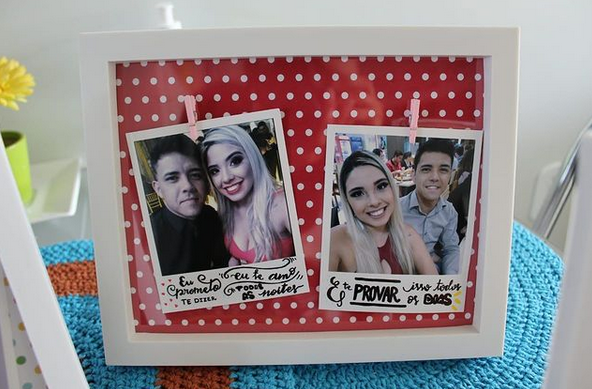 Eu prometo te dizer
"eu te amo"
TODAS AS noites
E te PROVAR isso todos
os DIAS